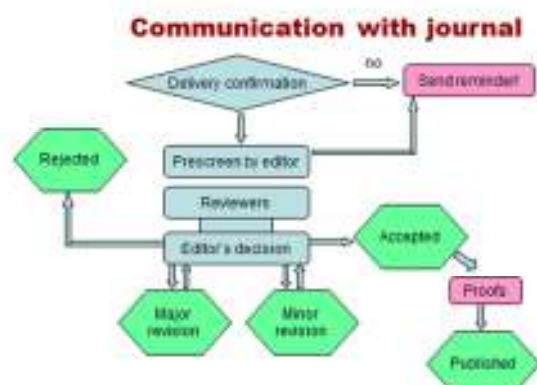 Communication with journal
no
Delivery confirmation
Send reminder!
Prescreen by editor
Rejected
Reviewers
Accepted
Editor's decision
Major
revision
Minor
revision
Proofs
Published